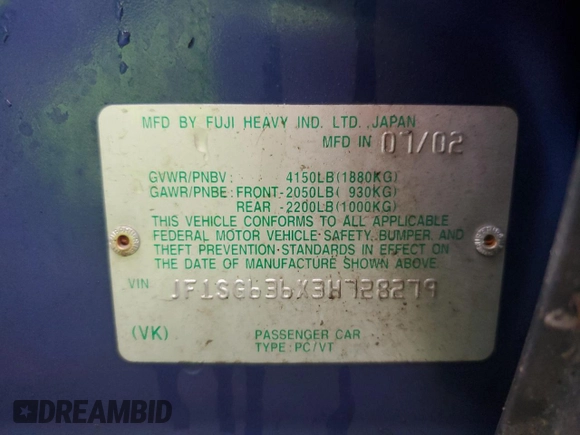 MFD BY FUJI HEAVY IND. LTD. JAPAN
MFD IN 07/02
GVWR/PNBV: 4150LB(1880KG)
GAWR/PNBE: FRONT-2050LB( 930KG)
- REAR -2200LB(1000KG)
THIS VEHICLE CONFORMS TO ALL APPLICABLE
FEDERAL MOTOR VEHICLE SAFETY, BUMPER, AND
THEFT PREVENTION STANDARDS IN EFFECT ON
THE DATE OF MANUFACTURE SHOWN ABOVE.
VIN JF1SG636X3H728279
(VK) PASSENGER CAR
TYPE:PC/VT
DREAMBID